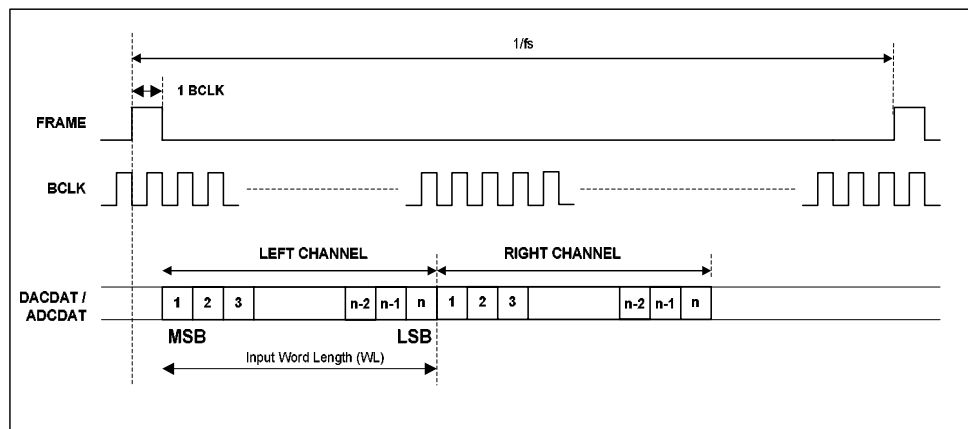 1/fs
1 BCLK
FRAME
BCLK
LEFT CHANNEL
RIGHT CHANNEL
DACDAT /
ADCDAT
1 2 3 n-2 n-1 n 1 2 3 n-2 n-1 n
MSB LSB
Input Word Length (WL)